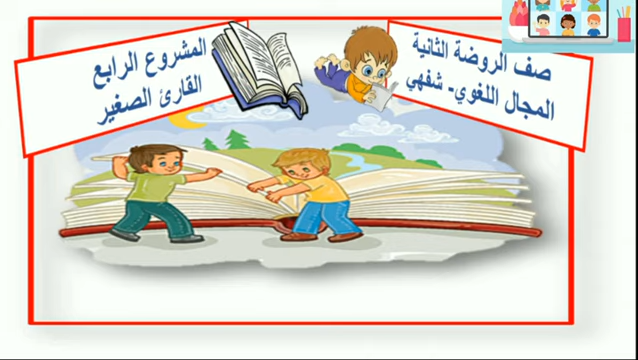 صف الروضة الثانية
المجال اللغوي- شفهي
المشروع الرابع
القارئ الصغير